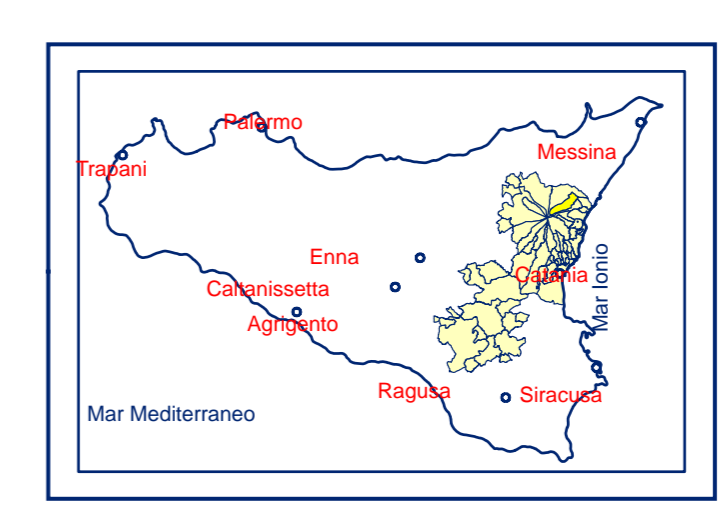 Palermo
Messina
Trapani
Enna
Mar Ionio
Catania
Caltanissetta
Agrigento
Ragusa
Siracusa
Mar Mediterraneo